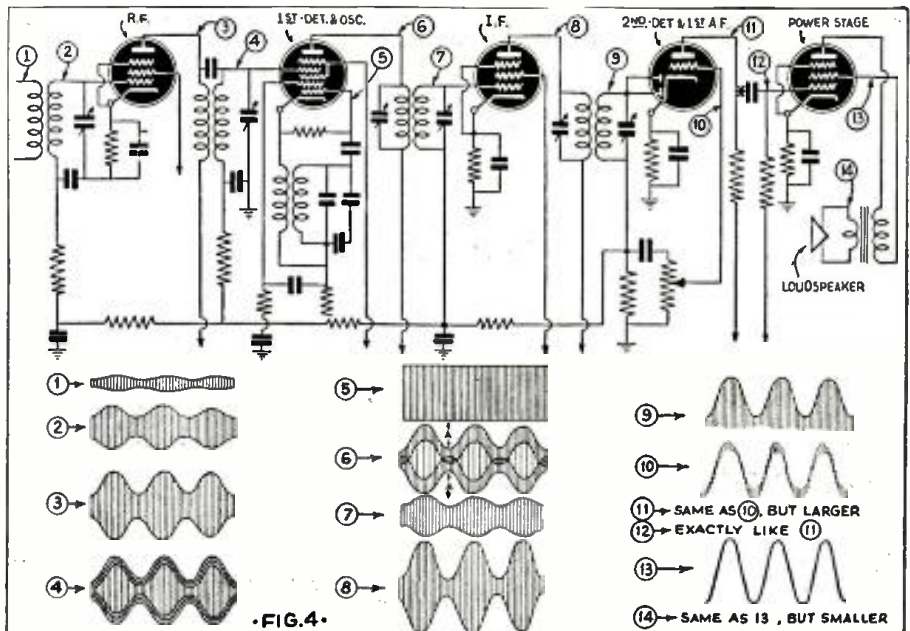 R.F.
1ST-DET. & OSC.
I.F.
2ND-DET & 1ST A.F.
POWER STAGE
1
2
3
4
5
6
7
8
9
10
11
12
13
14
LOUDSPEAKER
1
2
3
4
5
6
A
A
7
8
9
10
11 SAME AS 10, BUT LARGER
12 EXACTLY LIKE 11
13
14 SAME AS 13, BUT SMALLER
•FIG.4•